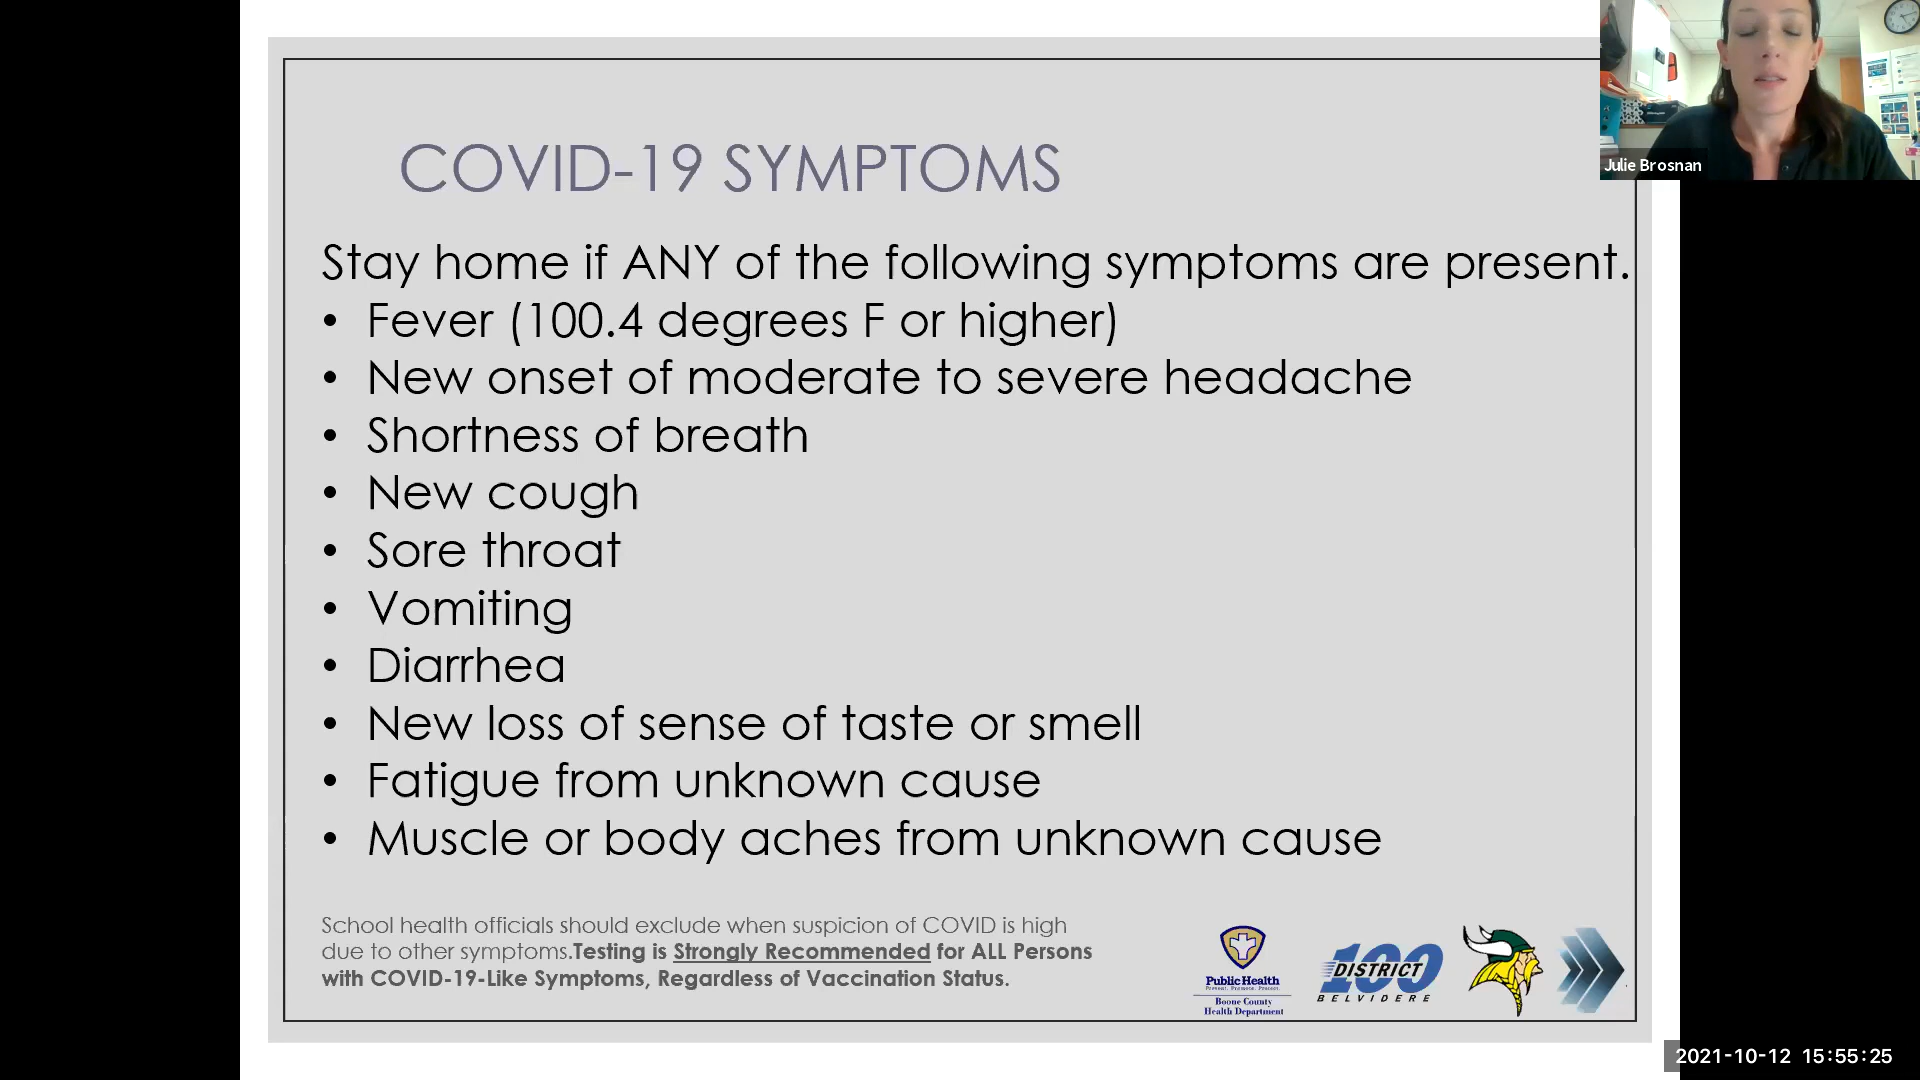 COVID-19 SYMPTOMS
Julie Brosnan
Stay home if ANY of the following symptoms are present.
• Fever (100.4 degrees F or higher)
• New onset of moderate to severe headache
• Shortness of breath
• New cough
• Sore throat
• Vomiting
• Diarrhea
• New loss of sense of taste or smell
• Fatigue from unknown cause
• Muscle or body aches from unknown cause
School health officials should exclude when suspicion of COVID is high
due to other symptoms.Testing is Strongly Recommended for ALL Persons
with COVID-19-Like Symptoms, Regardless of Vaccination Status.
Public Health
Prevent. Promote. Protect.
Boone County
Health Department
100
DISTRICT
BELVIDERE
2021-10-12 15:55:25